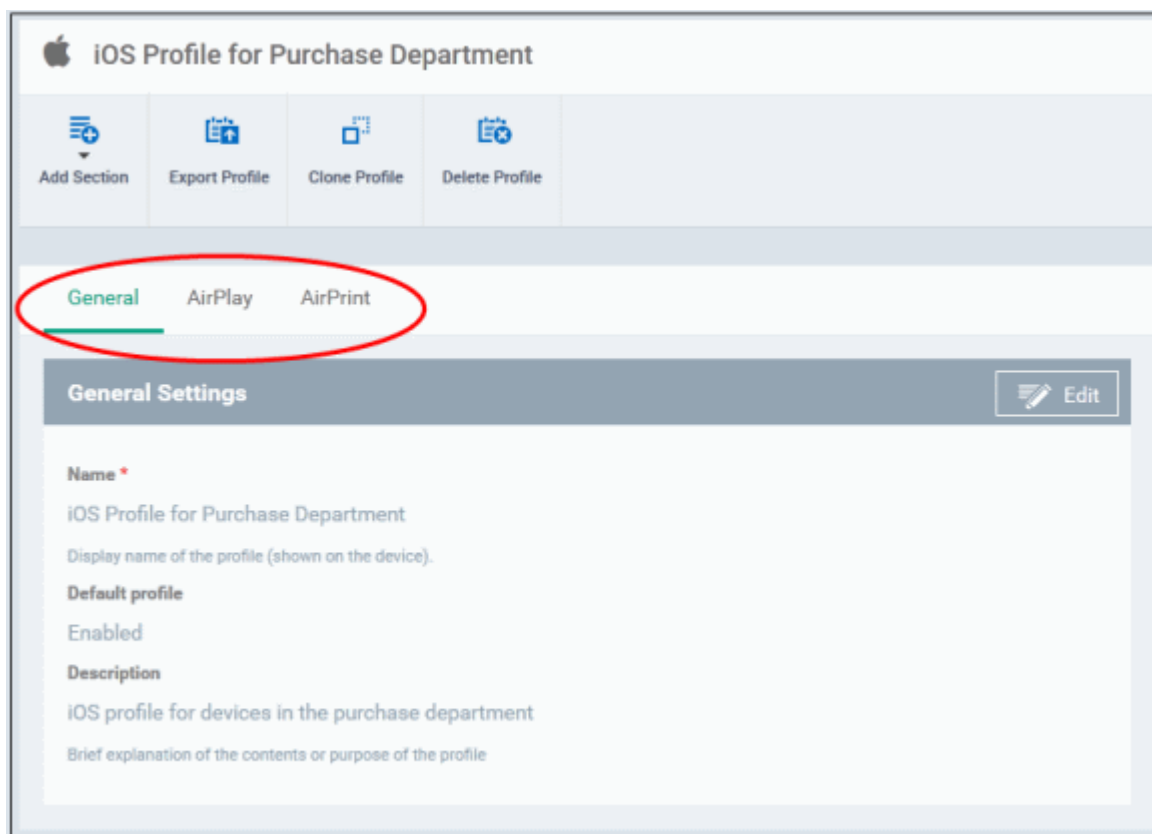 iOS Profile for Purchase Department
Add Section Export Profile Clone Profile Delete Profile
General AirPlay AirPrint
General Settings Edit
Name *
iOS Profile for Purchase Department
Display name of the profile (shown on the device).
Default profile
Enabled
Description
iOS profile for devices in the purchase department
Brief explanation of the contents or purpose of the profile